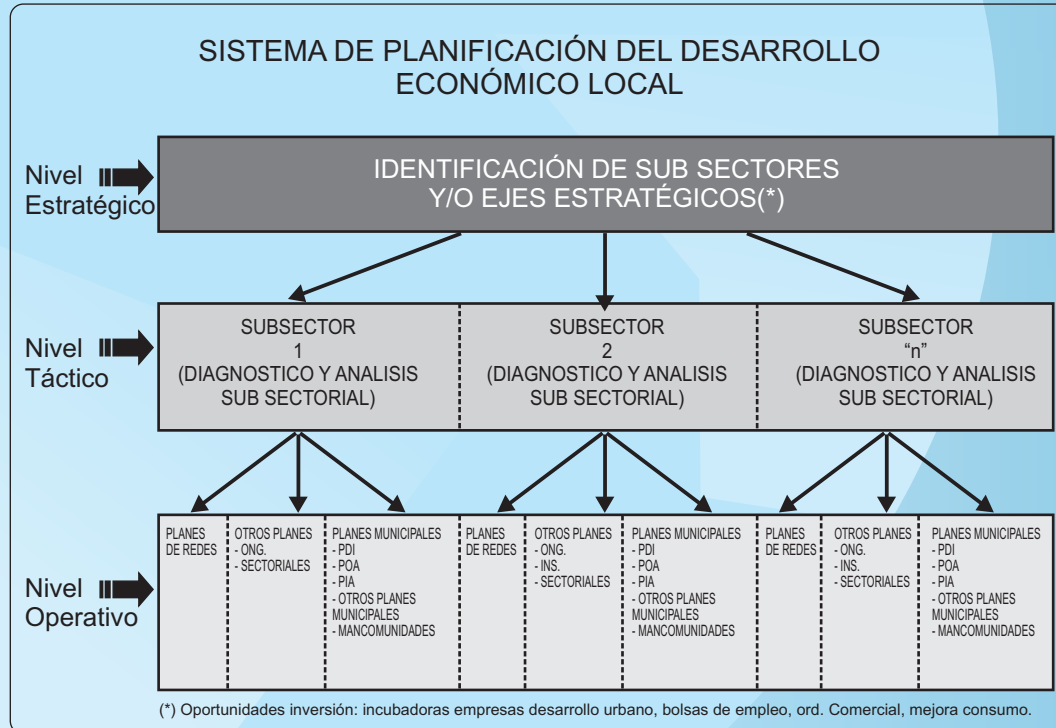 SISTEMA DE PLANIFICACIÓN DEL DESARROLLO
ECONÓMICO LOCAL
Nivel
Estratégico
IDENTIFICACIÓN DE SUB SECTORES
Y/O EJES ESTRATÉGICOS(*)
Nivel
Táctico
SUBSECTOR
1
(DIAGNOSTICO Y ANALISIS
SUB SECTORIAL)
SUBSECTOR
2
(DIAGNOSTICO Y ANALISIS
SUB SECTORIAL)
SUBSECTOR
“n”
(DIAGNOSTICO Y ANALISIS
SUB SECTORIAL)
Nivel
Operativo
PLANES
DE REDES
OTROS PLANES
- ONG.
- SECTORIALES
PLANES MUNICIPALES
- PDI
- POA
- PIA
- OTROS PLANES
MUNICIPALES
- MANCOMUNIDADES
PLANES
DE REDES
OTROS PLANES
- ONG.
- INS.
- SECTORIALES
PLANES MUNICIPALES
- PDI
- POA
- PIA
- OTROS PLANES
MUNICIPALES
- MANCOMUNIDADES
PLANES
DE REDES
OTROS PLANES
- ONG.
- INS.
- SECTORIALES
PLANES MUNICIPALES
- PDI
- POA
- PIA
- OTROS PLANES
MUNICIPALES
- MANCOMUNIDADES
(*) Oportunidades inversión: incubadoras empresas desarrollo urbano, bolsas de empleo, ord. Comercial, mejora consumo.